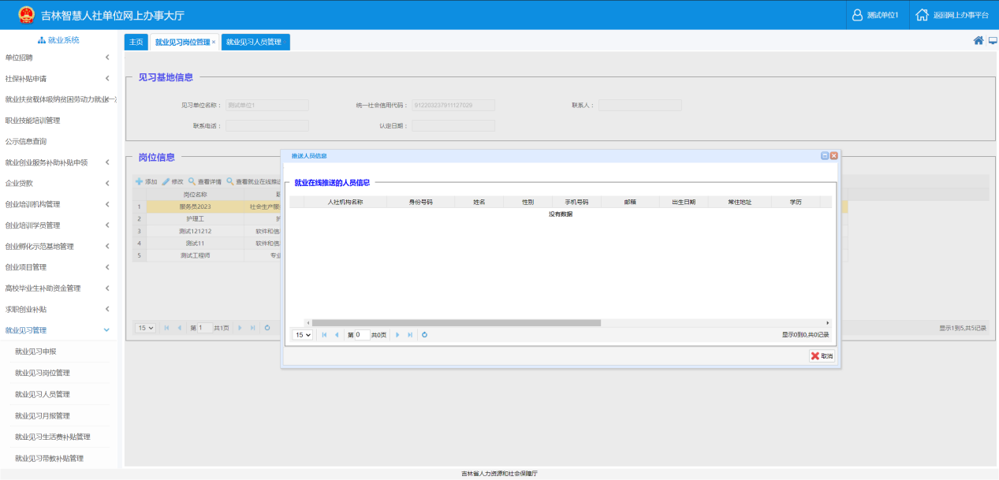 吉林智慧人社单位网上办事大厅
测试单位1
返回网上办事平台
就业系统
单位招聘
社保补贴申请
就业扶贫载体吸纳贫困劳动力就业一次
职业技能培训管理
公示信息查询
就业创业服务补助补贴申领
企业贷款
创业培训机构管理
创业培训学员管理
创业孵化示范基地管理
创业项目管理
高校毕业生补助资金管理
求职创业补贴
就业见习管理
就业见习申报
就业见习岗位管理
就业见习人员管理
就业见习月报管理
就业见习生活费补贴管理
就业见习带教补贴管理
主页 就业见习岗位管理 × 就业见习人员管理
见习基地信息
见习单位名称： 测试单位1 统一社会信用代码： 912203237911127028 联系人：
联系电话： 认定日期：
岗位信息
添加 修改 查看详情 查看就业在线推送
岗位名称
1 服务员2023 社会生产服
2 护理工 护
3 测试121212 软件和信
4 测试11 软件和信
5 测试工程师 专业
15 第 1 共1页 显示1到5,共5记录
推送人员信息
就业在线推送的人员信息
人社机构名称 身份号码 姓名 性别 手机号码 邮箱 出生日期 常住地址 学历
没有数据
15 第 0 共0页 显示0到0,共0记录
取消
吉林省人力资源和社会保障厅